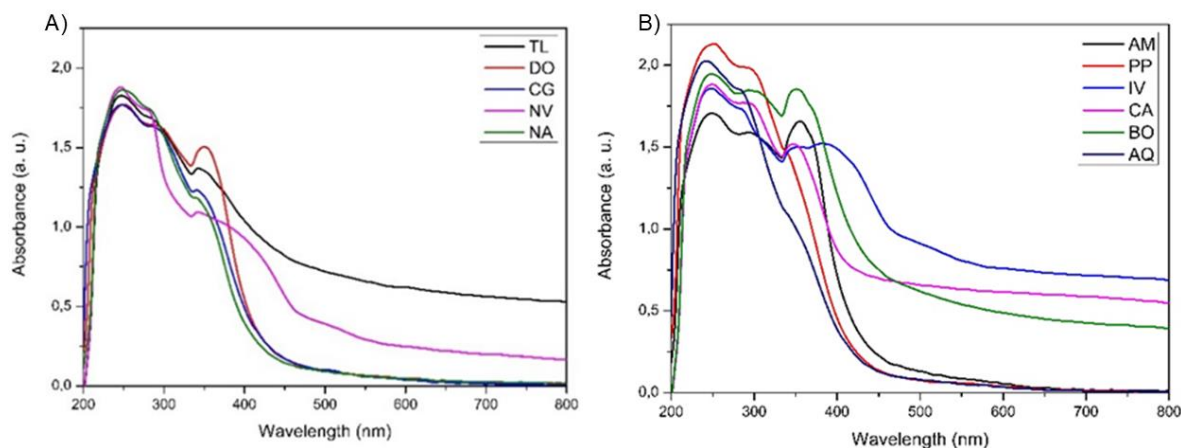 A)
TL
DO
CG
NV
NA
2,0
1,5
1,0
0,5
0,0
Absorbance (a. u.)
200 300 400 500 600 700 800
Wavelength (nm)
B)
AM
PP
IV
CA
BO
AQ
2,0
1,5
1,0
0,5
0,0
Absorbance (a. u.)
200 300 400 500 600 700 800
Wavelength (nm)